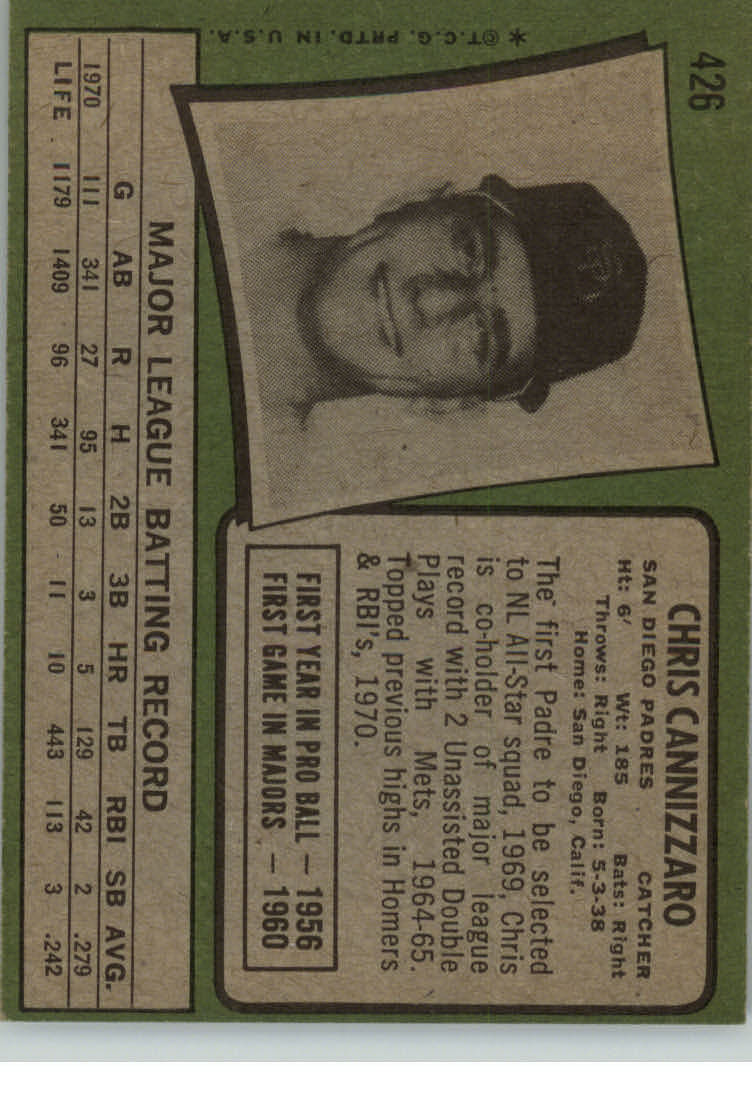 426
✶©T.C.G. PRTD. IN U.S.A.
CHRIS CANNIZZARO
SAN DIEGO PADRES CATCHER
Ht: 6' Wt: 185 Bats: Right
Throws: Right Born: 5-3-38
Home: San Diego, Calif.
The first Padre to be selected
to NL All-Star squad, 1969, Chris
is co-holder of major league
record with 2 Unassisted Double
Plays with Mets, 1964-65.
Topped previous highs in Homers
& RBI's, 1970.
FIRST YEAR IN PRO BALL — 1956
FIRST GAME IN MAJORS — 1960
MAJOR LEAGUE BATTING RECORD
G AB R H 2B 3B HR TB RBI SB AVG.
1970 111 341 27 95 13 3 5 129 42 2 .279
LIFE 1179 1409 96 341 50 11 10 443 113 3 .242